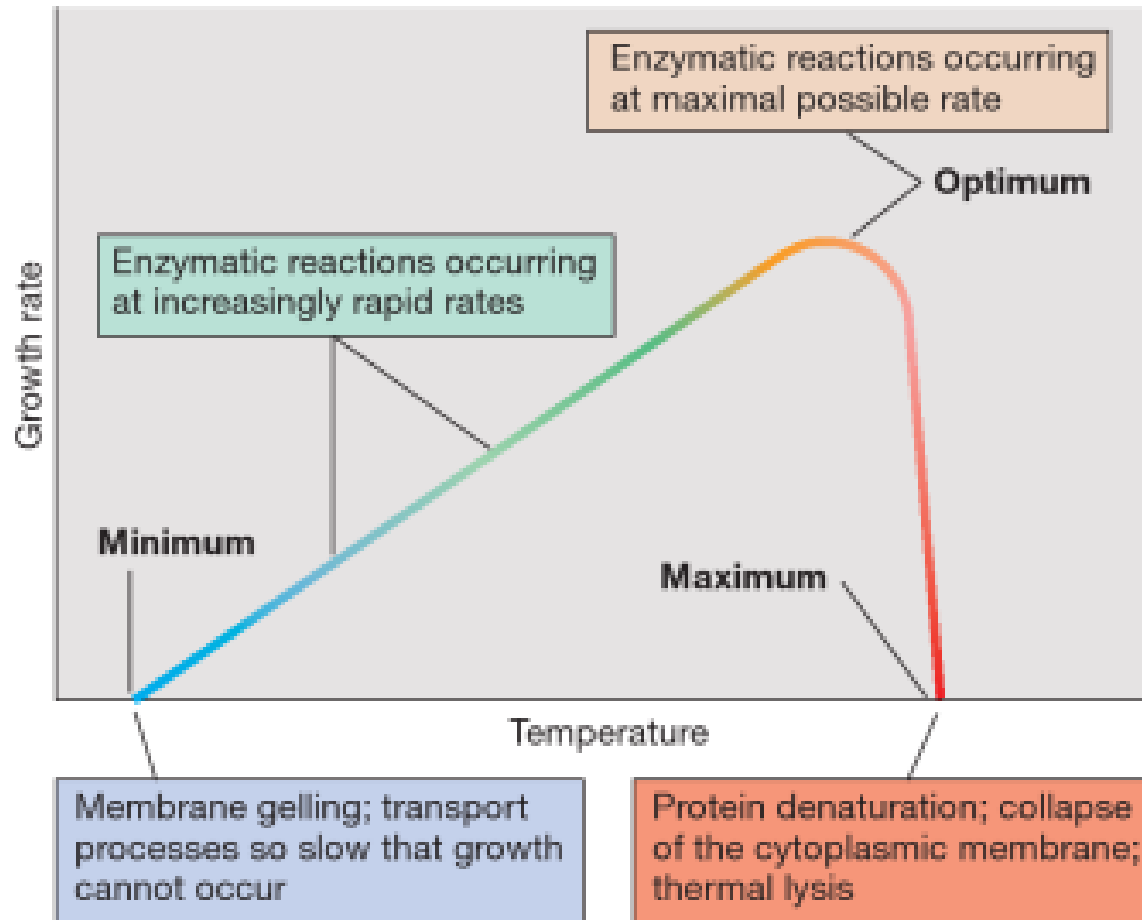 Enzymatic reactions occurring
at maximal possible rate
Optimum
Enzymatic reactions occurring
at increasingly rapid rates
Growth rate
Minimum
Maximum
Temperature
Membrane gelling; transport
processes so slow that growth
cannot occur
Protein denaturation; collapse
of the cytoplasmic membrane;
thermal lysis